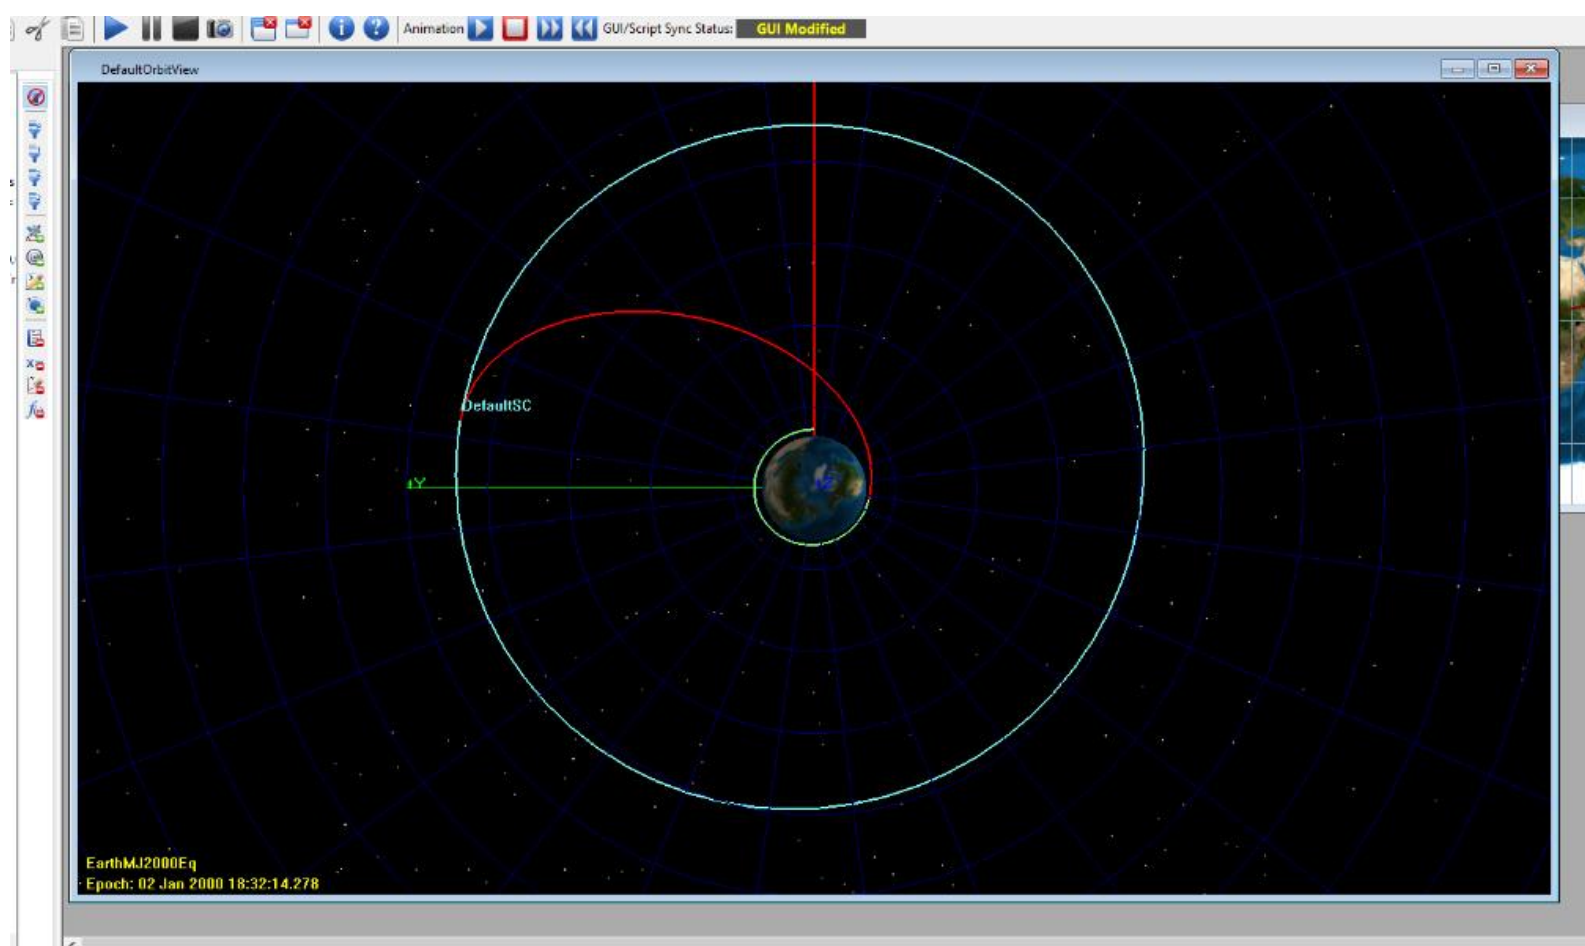 Animation GUI/Script Sync Status: GUI Modified
DefaultOrbitView
DefaultSC
+Y
+Z
EarthMJ2000Eq
Epoch: 02 Jan 2000 18:32:14.278